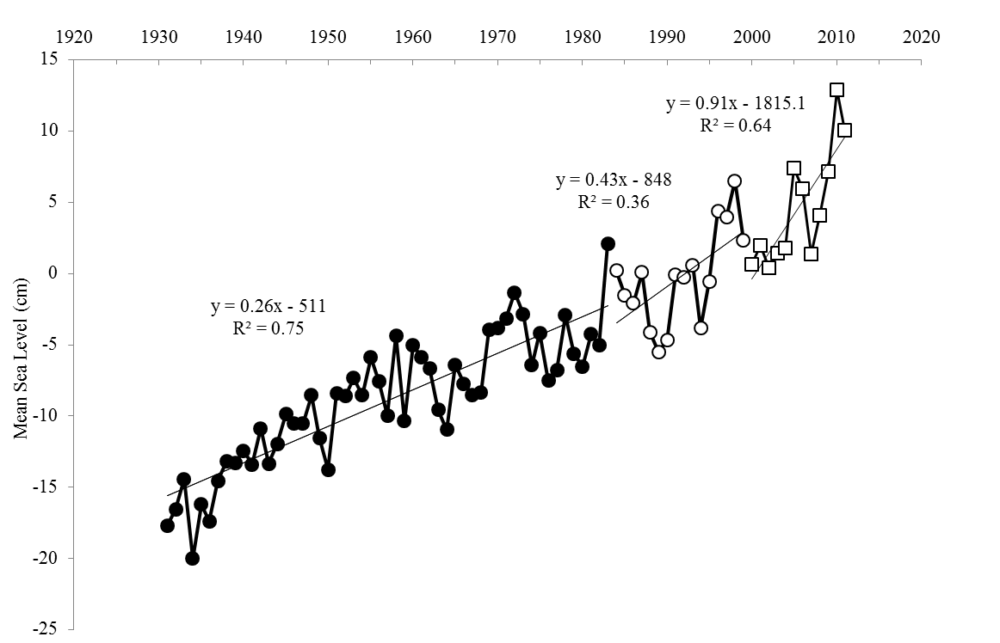 1920 1930 1940 1950 1960 1970 1980 1990 2000 2010 2020
15
10
5
0
-5
-10
-15
-20
-25
Mean Sea Level (cm)
y = 0.26x - 511
R² = 0.75
y = 0.43x - 848
R² = 0.36
y = 0.91x - 1815.1
R² = 0.64